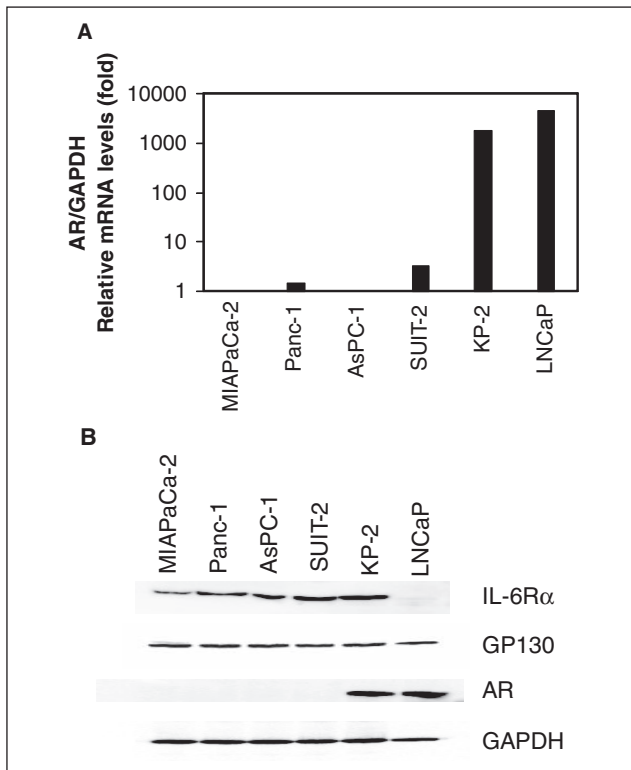 A
AR/GAPDH
Relative mRNA levels (fold)
10000
1000
100
10
1
MIAPaCa-2
Panc-1
AsPC-1
SUIT-2
KP-2
LNCaP
B
MIAPaCa-2
Panc-1
AsPC-1
SUIT-2
KP-2
LNCaP
IL-6Rα
GP130
AR
GAPDH